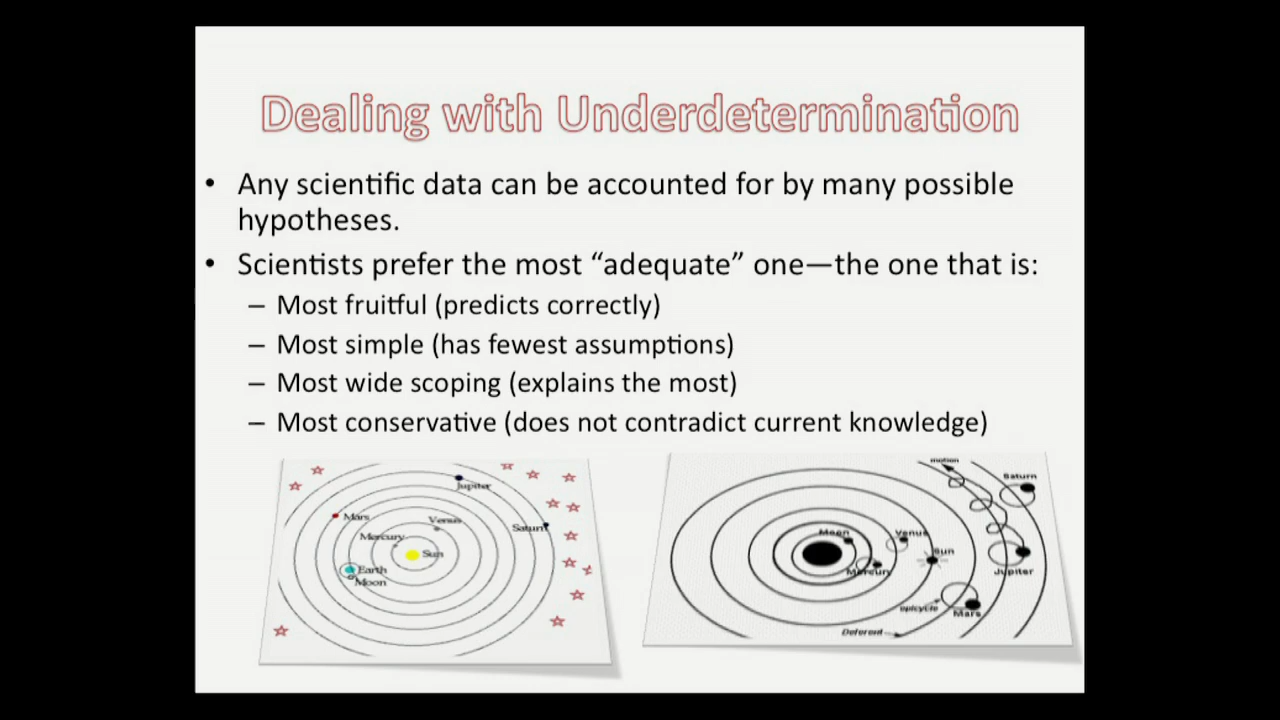 Dealing with Underdetermination
• Any scientific data can be accounted for by many possible
hypotheses.
• Scientists prefer the most “adequate” one—the one that is:
– Most fruitful (predicts correctly)
– Most simple (has fewest assumptions)
– Most wide scoping (explains the most)
– Most conservative (does not contradict current knowledge)
Jupiter
Mars
Venus
Saturn
Mercury
Sun
Earth
Moon
motion
Saturn
Moon
Venus
Sun
Mercury
Jupiter
epicycle
Mars
Deferent